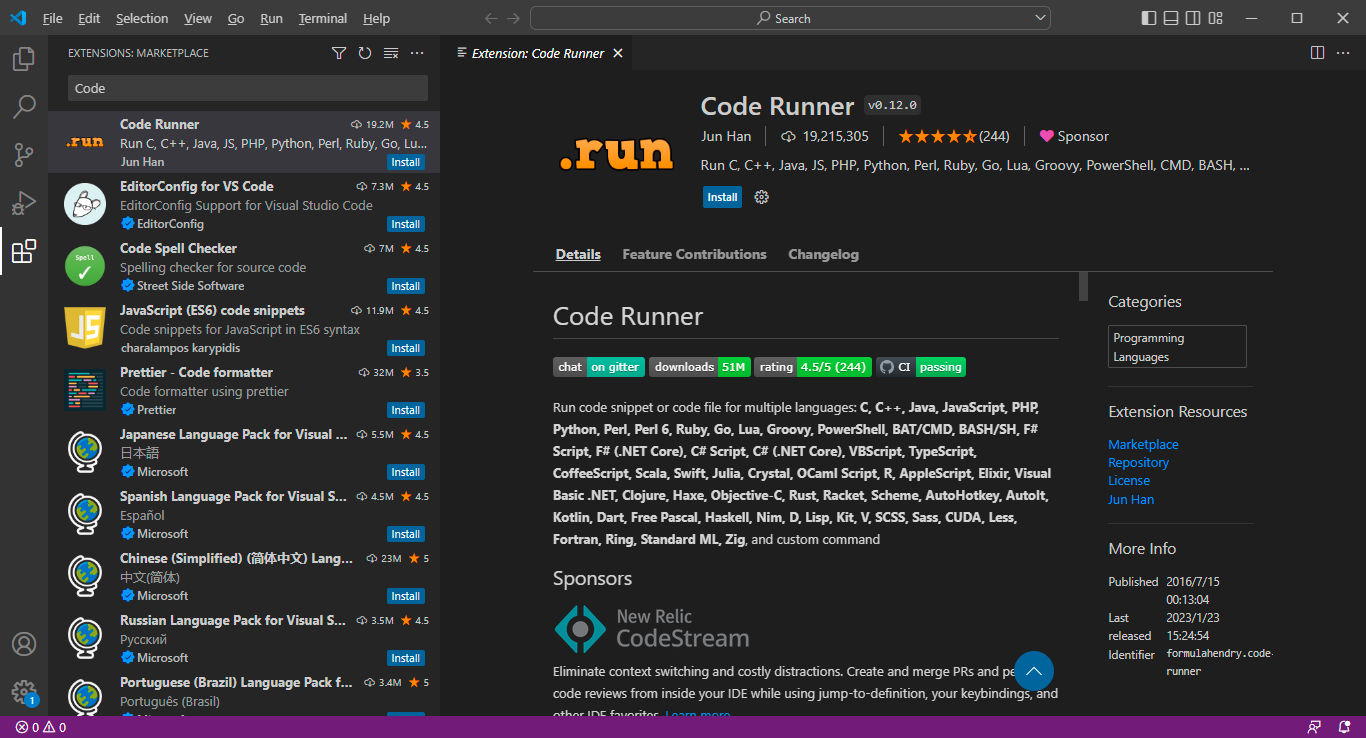 File Edit Selection View Go Run Terminal Help
Search
EXTENSIONS: MARKETPLACE
Code
Code Runner 19.2M 4.5
Run C, C++, Java, JS, PHP, Python, Perl, Ruby, Go, Lu...
Jun Han Install
.run
EditorConfig for VS Code 7.3M 4.5
EditorConfig Support for Visual Studio Code
EditorConfig Install
Code Spell Checker 7M 4.5
Spelling checker for source code
Street Side Software Install
Spell
JavaScript (ES6) code snippets 11.9M 4.5
Code snippets for JavaScript in ES6 syntax
charalampos karypidis Install
JS
Prettier - Code formatter 32M 3.5
Code formatter using prettier
Prettier Install
Japanese Language Pack for Visual ... 5.5M 4.5
日本語
Microsoft Install
Spanish Language Pack for Visual S... 4.5M 4.5
Español
Microsoft Install
Chinese (Simplified) (简体中文) Lang... 23M 5
中文(简体)
Microsoft Install
Russian Language Pack for Visual S... 3.5M 4.5
Русский
Microsoft Install
Portuguese (Brazil) Language Pack f... 3.4M 5
Português (Brasil)
1
Extension: Code Runner
.run
Code Runner v0.12.0
Jun Han 19,215,305 (244) Sponsor
Run C, C++, Java, JS, PHP, Python, Perl, Ruby, Go, Lua, Groovy, PowerShell, CMD, BASH, ...
Install
Details Feature Contributions Changelog
Code Runner
chat on gitter downloads 51M rating 4.5/5 (244) CI passing
Run code snippet or code file for multiple languages: C, C++, Java, JavaScript, PHP,
Python, Perl, Perl 6, Ruby, Go, Lua, Groovy, PowerShell, BAT/CMD, BASH/SH, F#
Script, F# (.NET Core), C# Script, C# (.NET Core), VBScript, TypeScript,
CoffeeScript, Scala, Swift, Julia, Crystal, OCaml Script, R, AppleScript, Elixir, Visual
Basic .NET, Clojure, Haxe, Objective-C, Rust, Racket, Scheme, AutoHotkey, AutoIt,
Kotlin, Dart, Free Pascal, Haskell, Nim, D, Lisp, Kit, V, SCSS, Sass, CUDA, Less,
Fortran, Ring, Standard ML, Zig, and custom command
Sponsors
New Relic
CodeStream
Eliminate context switching and costly distractions. Create and merge PRs and pe
code reviews from inside your IDE while using jump-to-definition, your keybindings, and
other IDE favorites. Learn more
Categories
Programming
Languages
Extension Resources
Marketplace
Repository
License
Jun Han
More Info
Published 2016/7/15
00:13:04
Last 2023/1/23
released 15:24:54
Identifier formulahendry.code-
runner
0 0